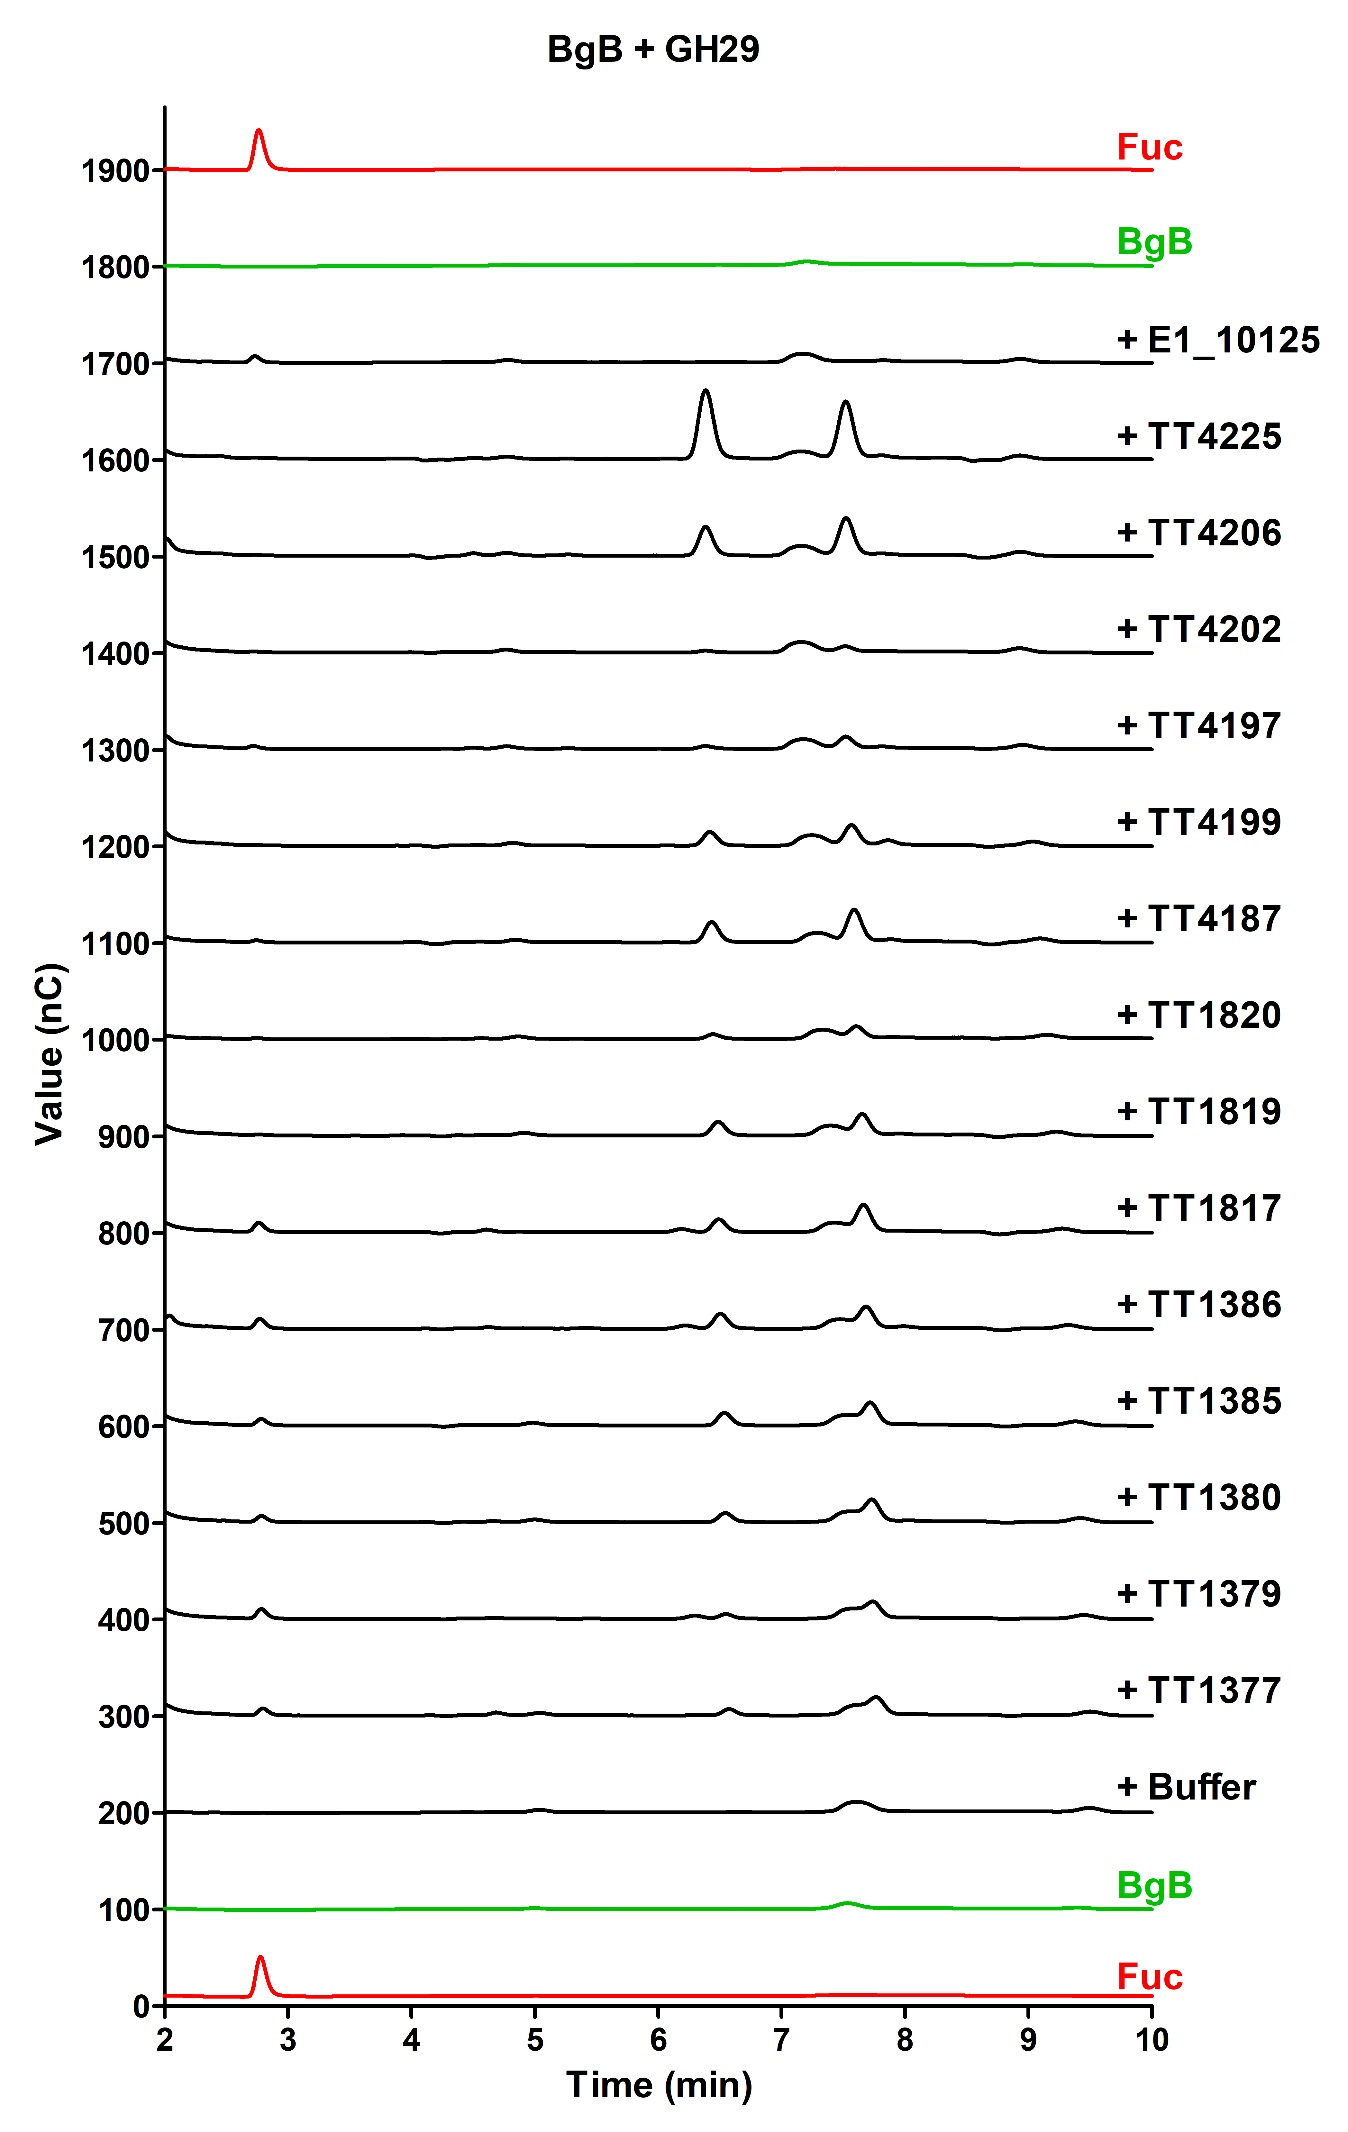 BgB + GH29
1900
Fuc
1800
BgB
1700
+ E1_10125
1600
+ TT4225
1500
+ TT4206
1400
+ TT4202
1300
+ TT4197
1200
+ TT4199
1100
+ TT4187
1000
+ TT1820
900
+ TT1819
800
+ TT1817
700
+ TT1386
600
+ TT1385
500
+ TT1380
400
+ TT1379
300
+ TT1377
200
+ Buffer
100
BgB
0
Fuc
Value (nC)
2 3 4 5 6 7 8 9 10
Time (min)